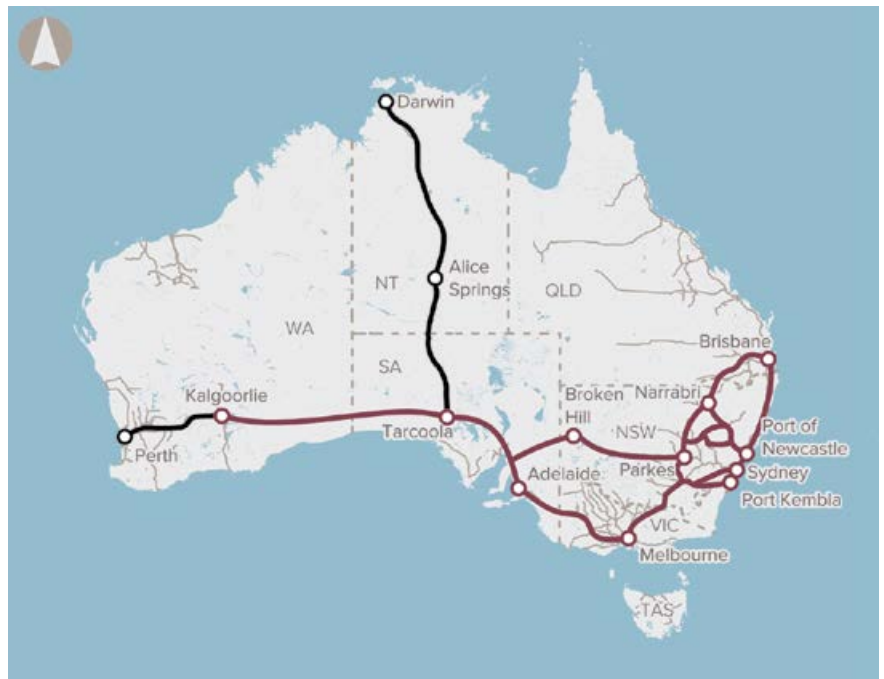 Darwin
Alice
Springs
NT
QLD
WA
SA
Brisbane
Kalgoorlie
Broken
Hill
Narrabri
Tarcoola
NSW
Port of
Newcastle
Perth
Adelaide
Parkes
Sydney
Port Kembla
VIC
Melbourne
TAS